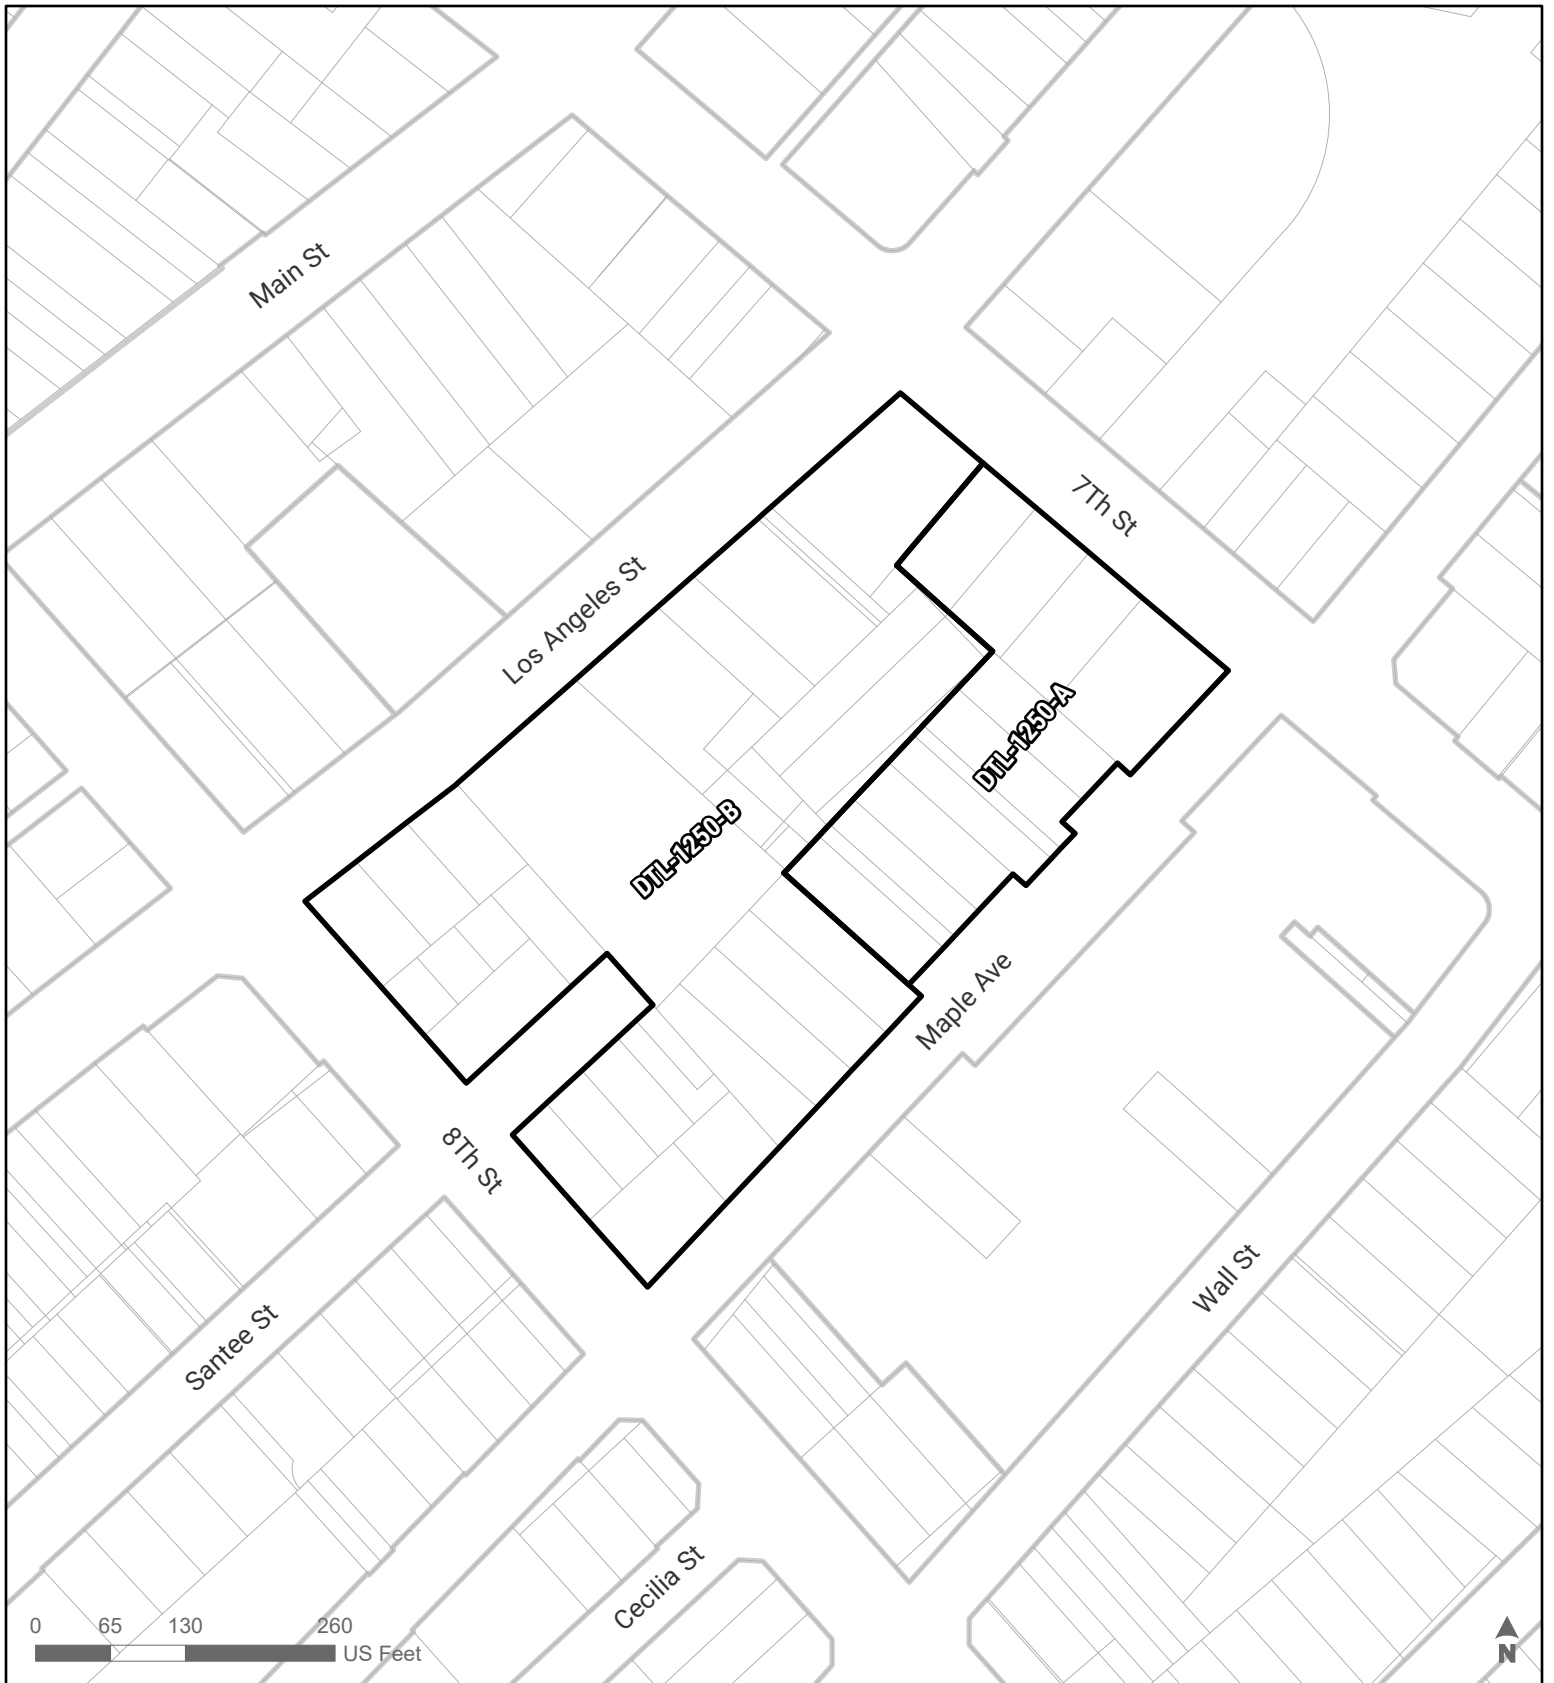 Main St
7Th St
Los Angeles St
DTL-1250-A
DTL-1250-B
Maple Ave
8Th St
Wall St
Santee St
Cecilia St
0 65 130 260
US Feet
N